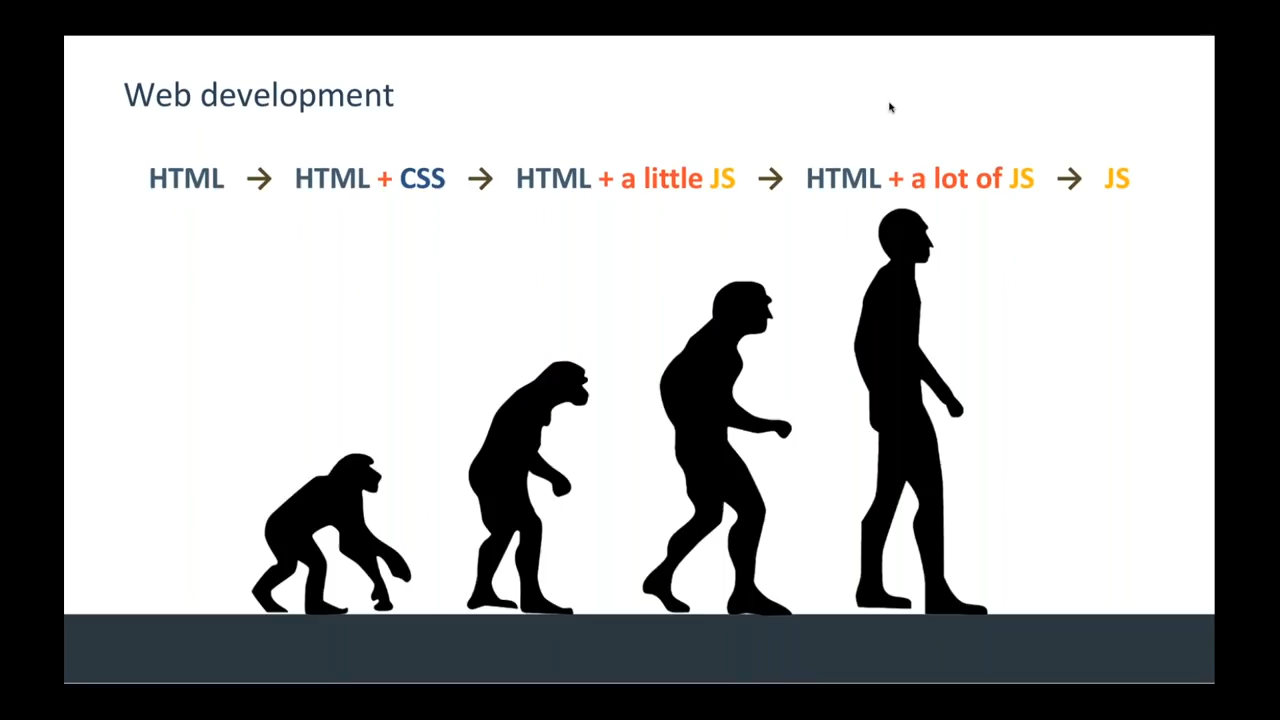 Web development
HTML → HTML + CSS → HTML + a little JS → HTML + a lot of JS → JS